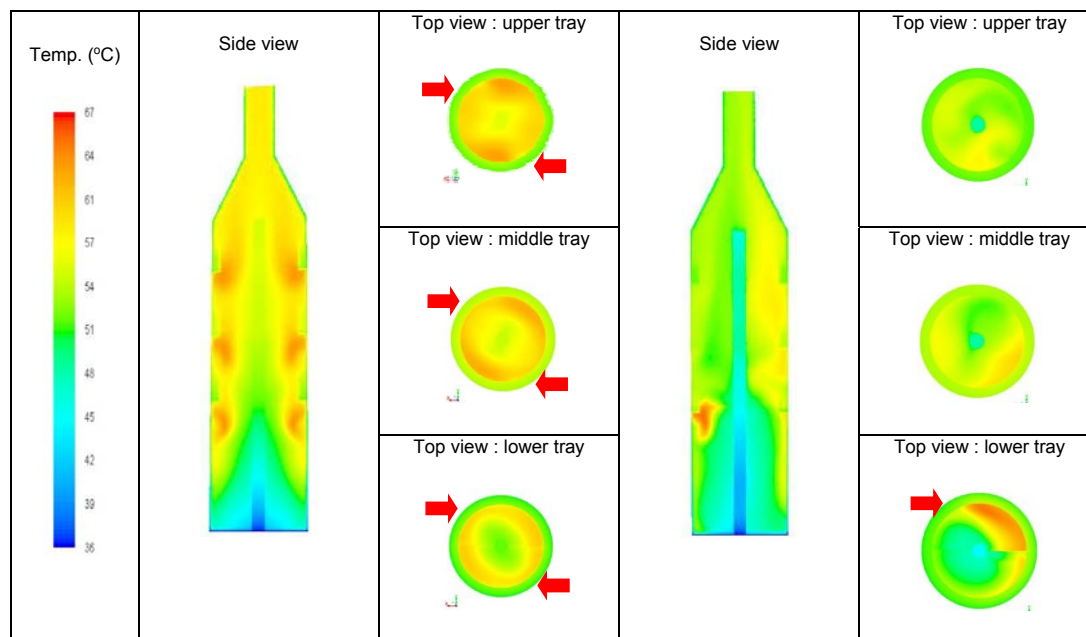 Temp. (ºC)
67
64
61
57
54
51
48
45
42
39
36
Side view
Top view : upper tray
Top view : middle tray
Top view : lower tray
Side view
Top view : upper tray
Top view : middle tray
Top view : lower tray